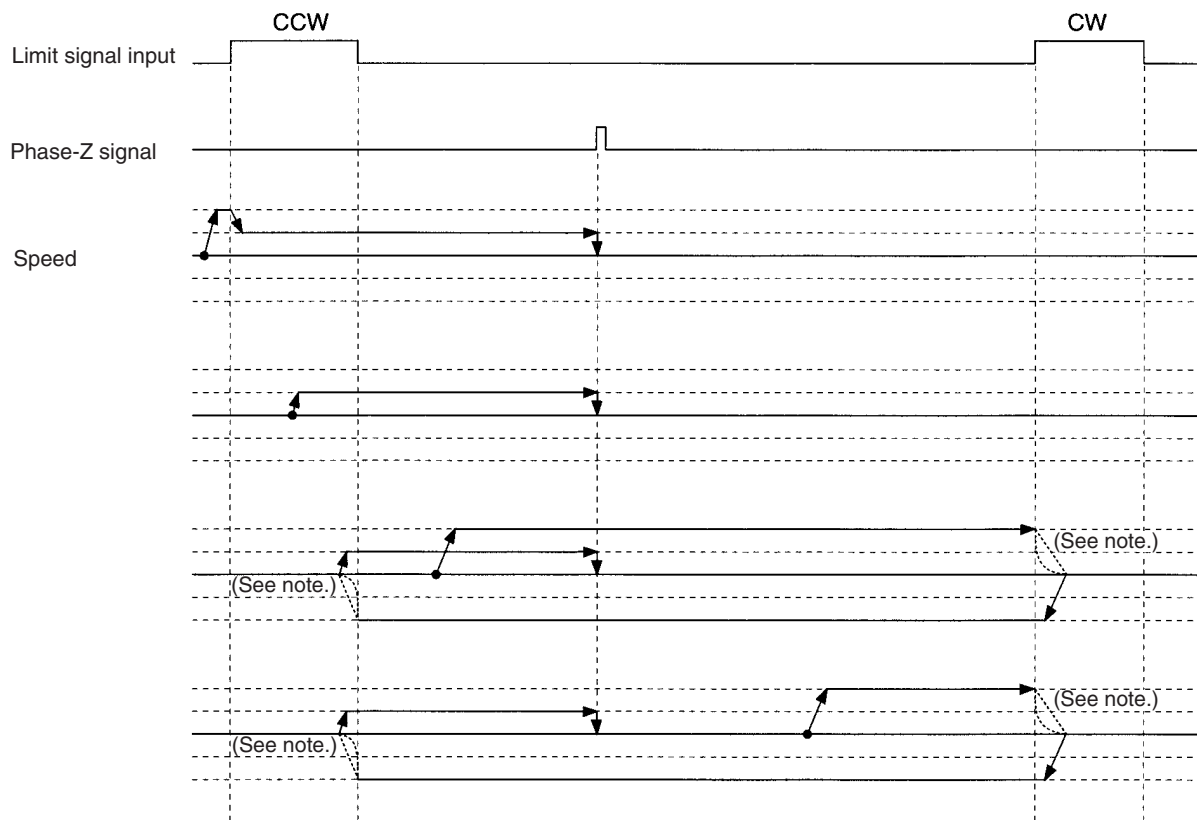 CCW
CW
Limit signal input
Phase-Z signal
Speed
(See note.)
(See note.)
(See note.)
(See note.)